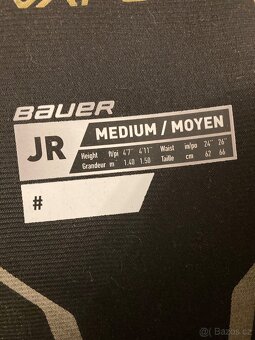 BAUER
JR
MEDIUM / MOYEN
Height ft/pi 4'7" 4'11" Waist in/po 24" 26"
Grandeur m 1.40 1.50 Taille cm 62 66
#
Bazoš.cz